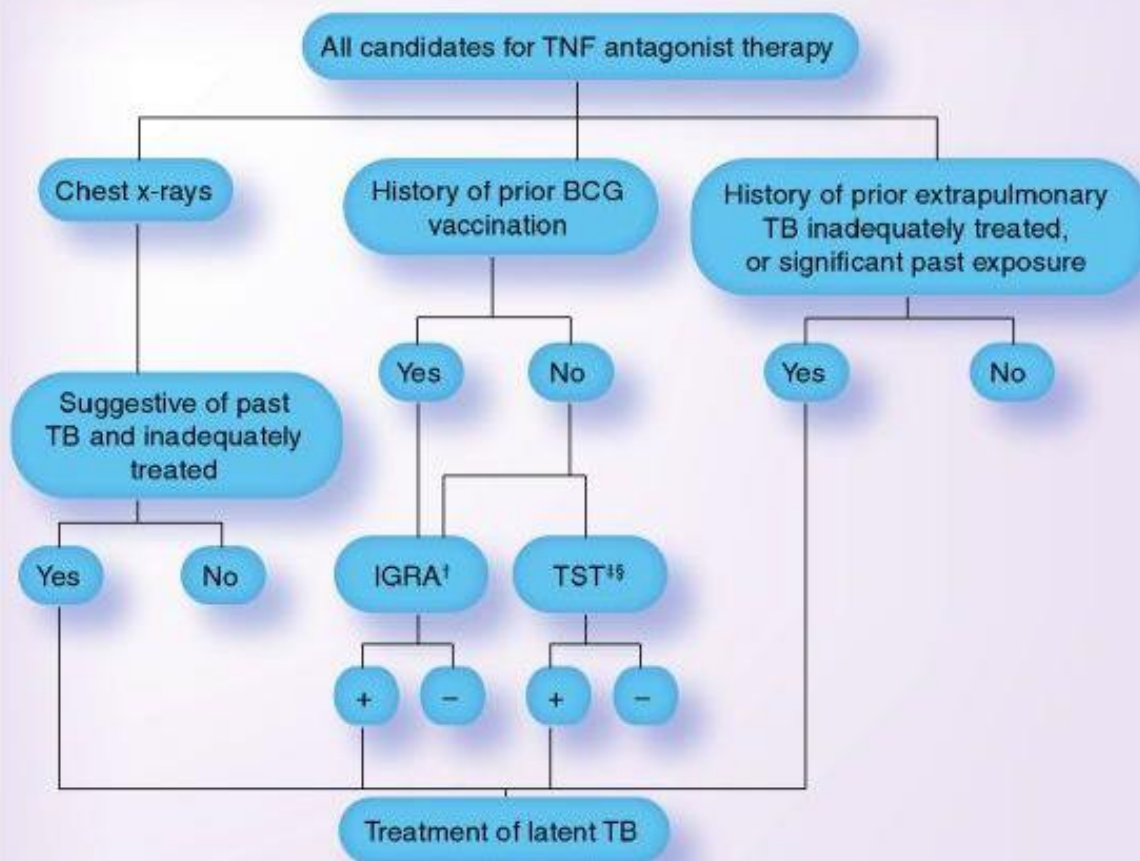 All candidates for TNF antagonist therapy
Chest x-rays
History of prior BCG
vaccination
History of prior extrapulmonary
TB inadequately treated,
or significant past exposure
Yes
No
Yes
No
Suggestive of past
TB and inadequately
treated
Yes
No
IGRA†
TST‡§
+
–
+
–
Treatment of latent TB